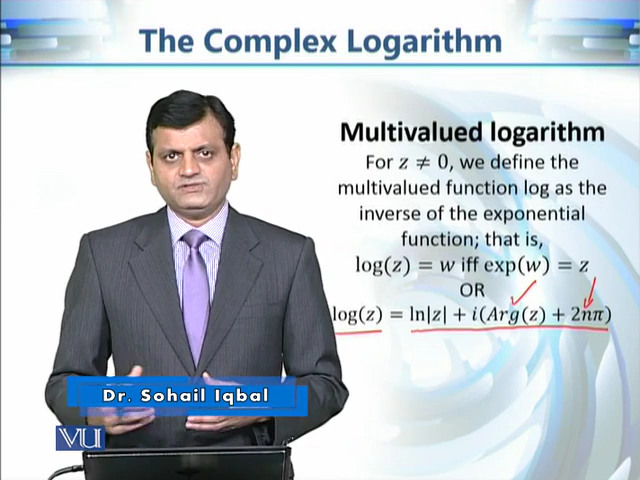 The Complex Logarithm
Multivalued logarithm
For z ≠ 0, we define the
multivalued function log as the
inverse of the exponential
function; that is,
log(z) = w iff exp(w) = z
OR
log(z) = ln|z| + i(Arg(z) + 2nπ)
Dr. Sohail Iqbal
VU